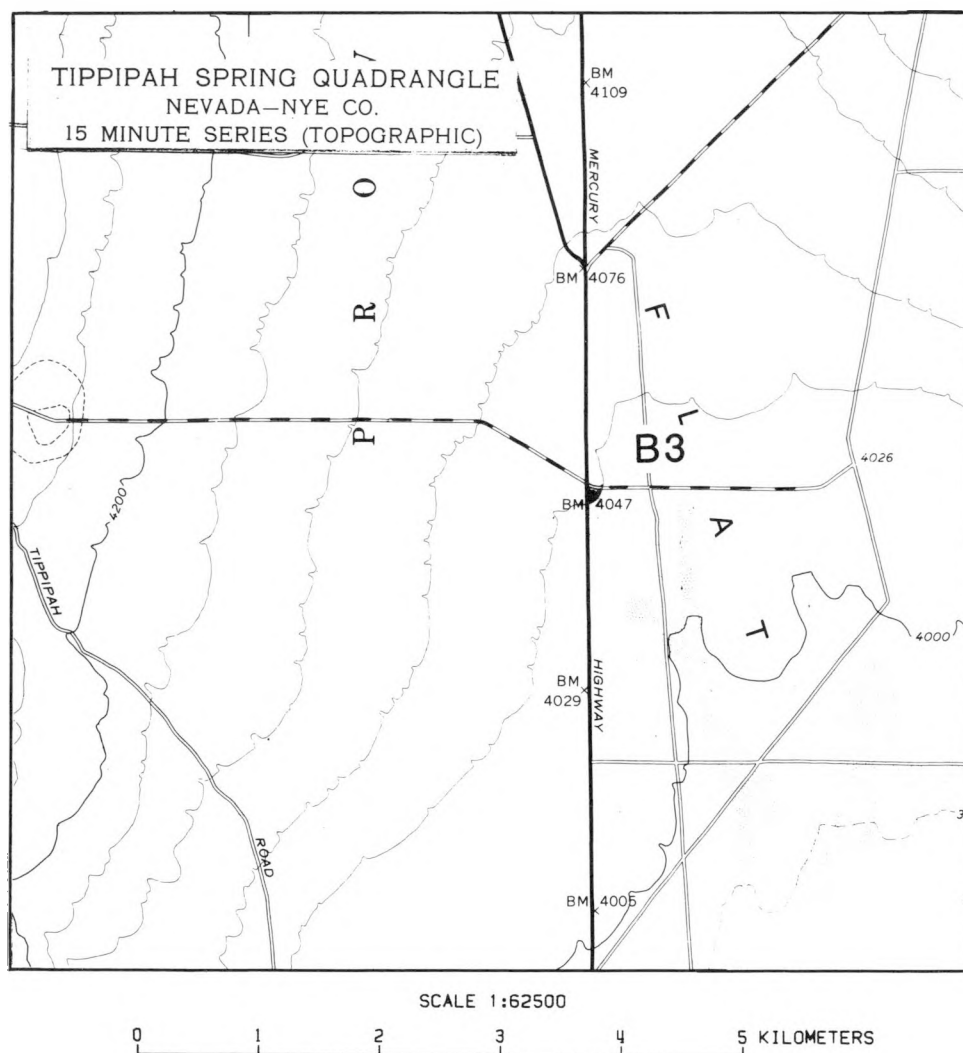 TIPPIPAH SPRING QUADRANGLE
NEVADA—NYE CO.
15 MINUTE SERIES (TOPOGRAPHIC)
BM
4109
MERCURY
O
R
P
BM 4076
F
L
B3
4026
4200
BM 4047
A
T
TIPPIPAH
4000
BM
4029
HIGHWAY
ROAD
BM 4005
SCALE 1:62500
0 1 2 3 4 5 KILOMETERS